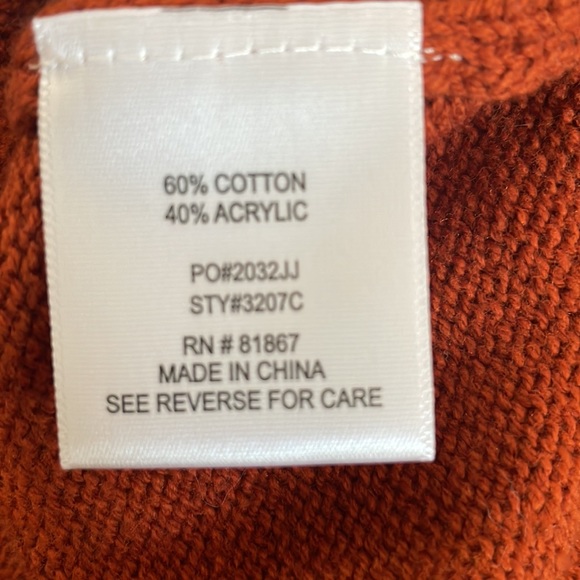 60% COTTON
40% ACRYLIC
PO#2032JJ
STY#3207C
RN # 81867
MADE IN CHINA
SEE REVERSE FOR CARE